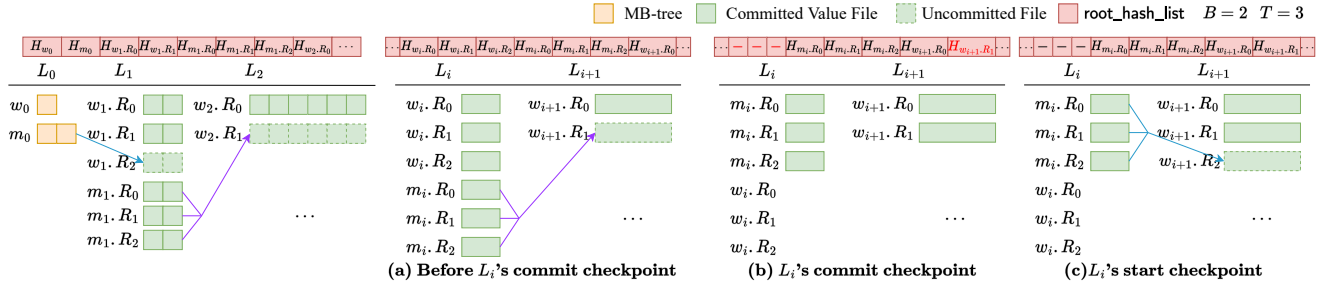 MB-tree Committed Value File Uncommitted File root_hash_list B = 2 T = 3
H_{w_0} H_{m_0} H_{w_1.R_0} H_{w_1.R_1} H_{m_1.R_0} H_{m_1.R_1} H_{m_1.R_2} H_{w_2.R_0} ···
L_0 L_1 L_2
w_0 w_1.R_0 w_2.R_0
m_0 w_1.R_1 w_2.R_1
w_1.R_2
m_1.R_0
m_1.R_1 ···
m_1.R_2
··· H_{w_i.R_0} H_{w_i.R_1} H_{w_i.R_2} H_{m_i.R_0} H_{m_i.R_1} H_{m_i.R_2} H_{w_{i+1}.R_0} ···
L_i L_{i+1}
w_i.R_0 w_{i+1}.R_0
w_i.R_1 w_{i+1}.R_1
w_i.R_2
m_i.R_0
m_i.R_1 ···
m_i.R_2
(a) Before L_i's commit checkpoint
··· − − − H_{m_i.R_0} H_{m_i.R_1} H_{m_i.R_2} H_{w_{i+1}.R_0} H_{w_{i+1}.R_1} ···
L_i L_{i+1}
m_i.R_0 w_{i+1}.R_0
m_i.R_1 w_{i+1}.R_1
m_i.R_2
w_i.R_0
w_i.R_1 ···
w_i.R_2
(b) L_i's commit checkpoint
··· − − − H_{m_i.R_0} H_{m_i.R_1} H_{m_i.R_2} H_{w_{i+1}.R_0} H_{w_{i+1}.R_1} ···
L_i L_{i+1}
m_i.R_0 w_{i+1}.R_0
m_i.R_1 w_{i+1}.R_1
m_i.R_2 w_{i+1}.R_2
w_i.R_0
w_i.R_1 ···
w_i.R_2
(c)L_i's start checkpoint